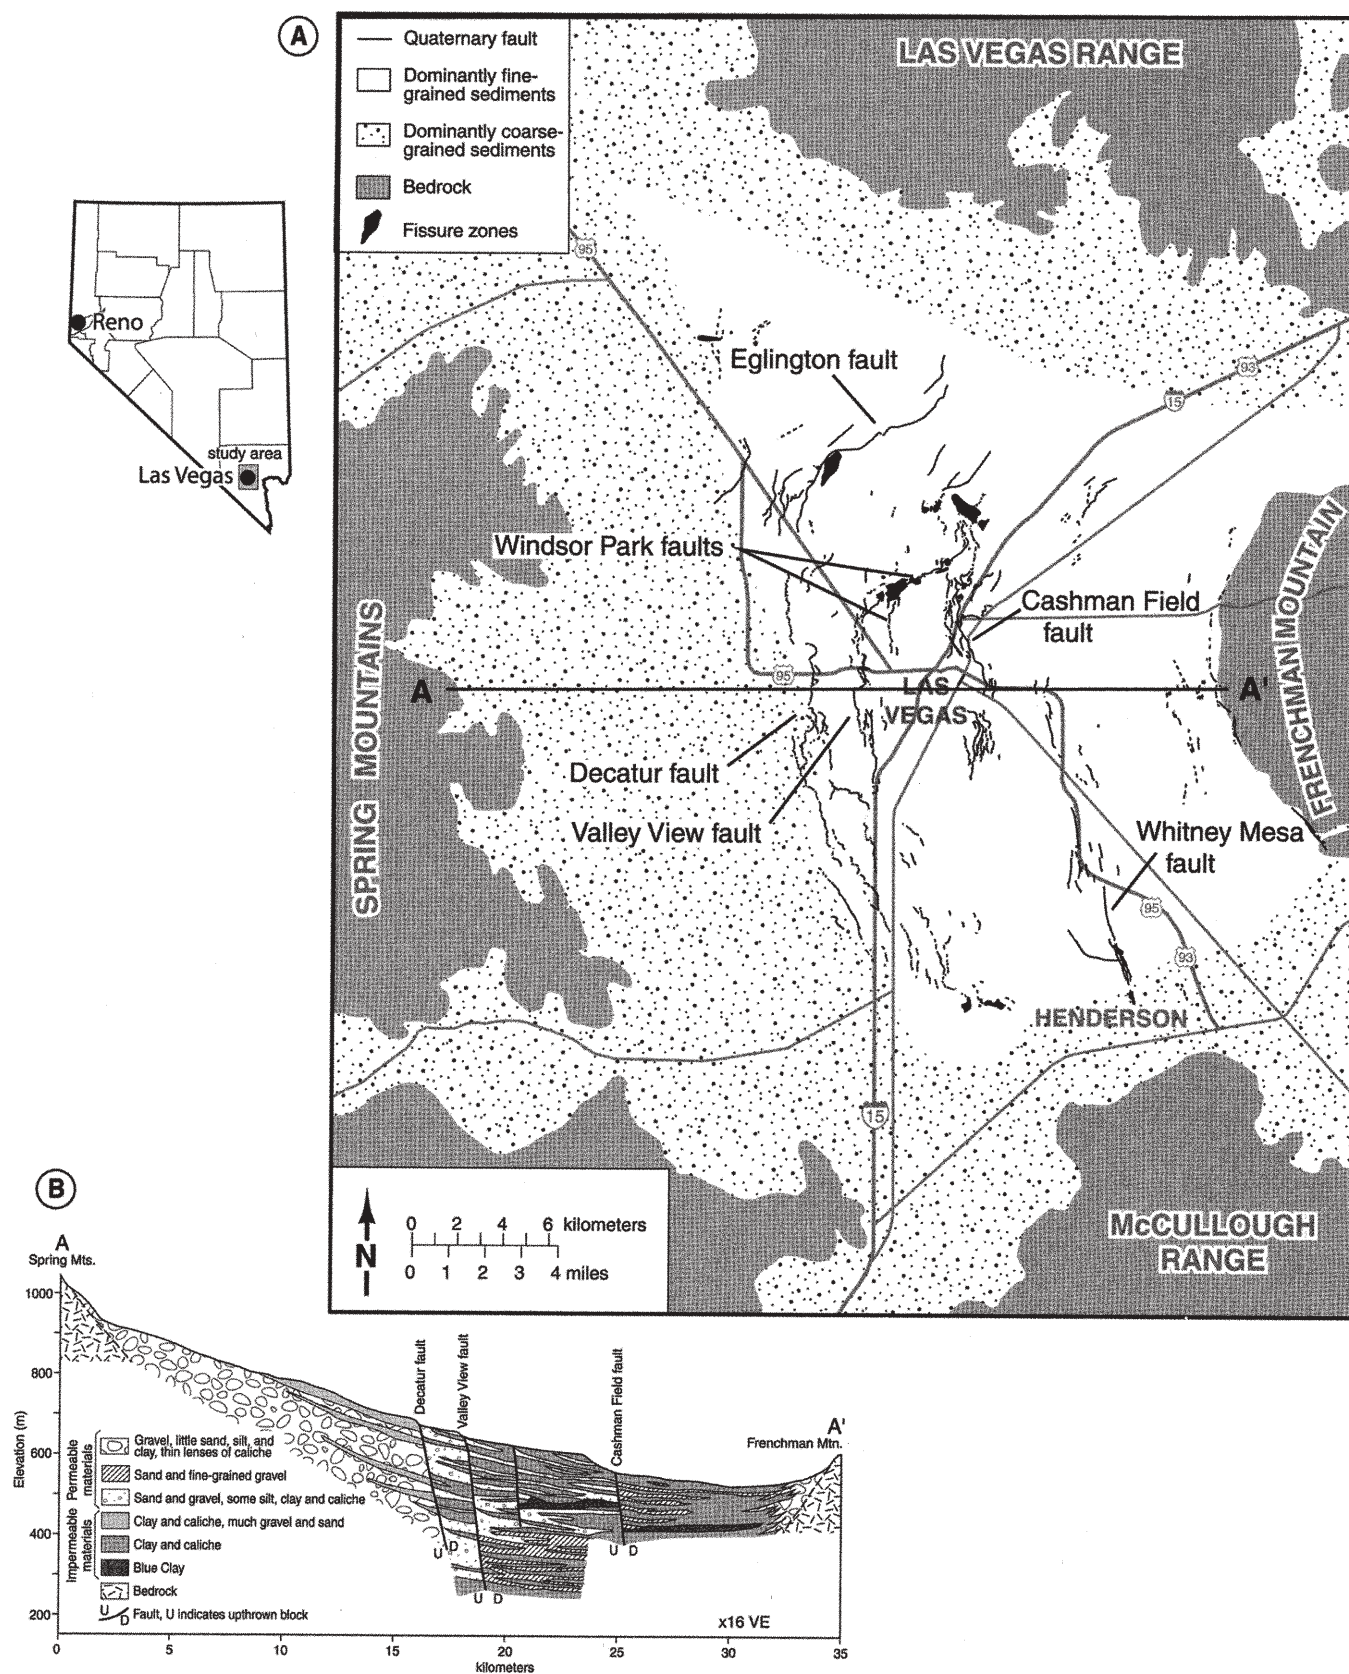 A
Quaternary fault
Dominantly fine-
grained sediments
Dominantly coarse-
grained sediments
Bedrock
Fissure zones
LAS VEGAS RANGE
95
Reno
study area
Las Vegas
Eglington fault
93
15
Windsor Park faults
Cashman Field
fault
FRENCHMAN MOUNTAIN
SPRING MOUNTAINS
95
A
A'
LAS
VEGAS
Decatur fault
Valley View fault
Whitney Mesa
fault
95
93
HENDERSON
15
McCULLOUGH
RANGE
N
0 2 4 6 kilometers
0 1 2 3 4 miles
B
A
Spring Mts.
Elevation (m)
1000
800
600
400
200
Decatur fault
Valley View fault
Cashman Field fault
A'
Frenchman Mtn.
Permeable
materials
Gravel, little sand, silt, and
clay, thin lenses of caliche
Sand and fine-grained gravel
Sand and gravel, some silt, clay and caliche
Impermeable
materials
Clay and caliche, much gravel and sand
Clay and caliche
Blue Clay
Bedrock
U
D
Fault, U indicates upthrown block
U D
U D
U D
x16 VE
0 5 10 15 20 25 30 35
kilometers